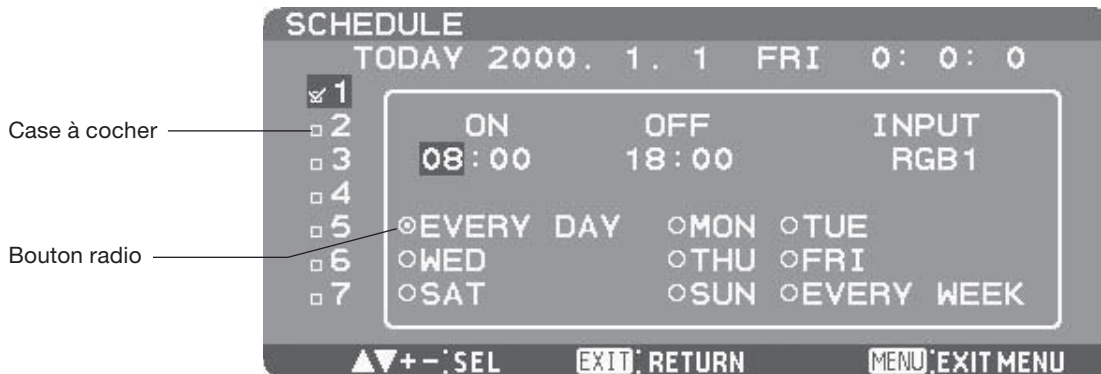 SCHEDULE
TODAY 2000. 1. 1 FRI 0: 0: 0
1
Case à cocher
2 ON OFF INPUT
3 08:00 18:00 RGB1
4
5 EVERY DAY MON TUE
Bouton radio
6 WED THU FRI
7 SAT SUN EVERY WEEK
▲▼+-:SEL EXIT: RETURN MENU:EXIT MENU